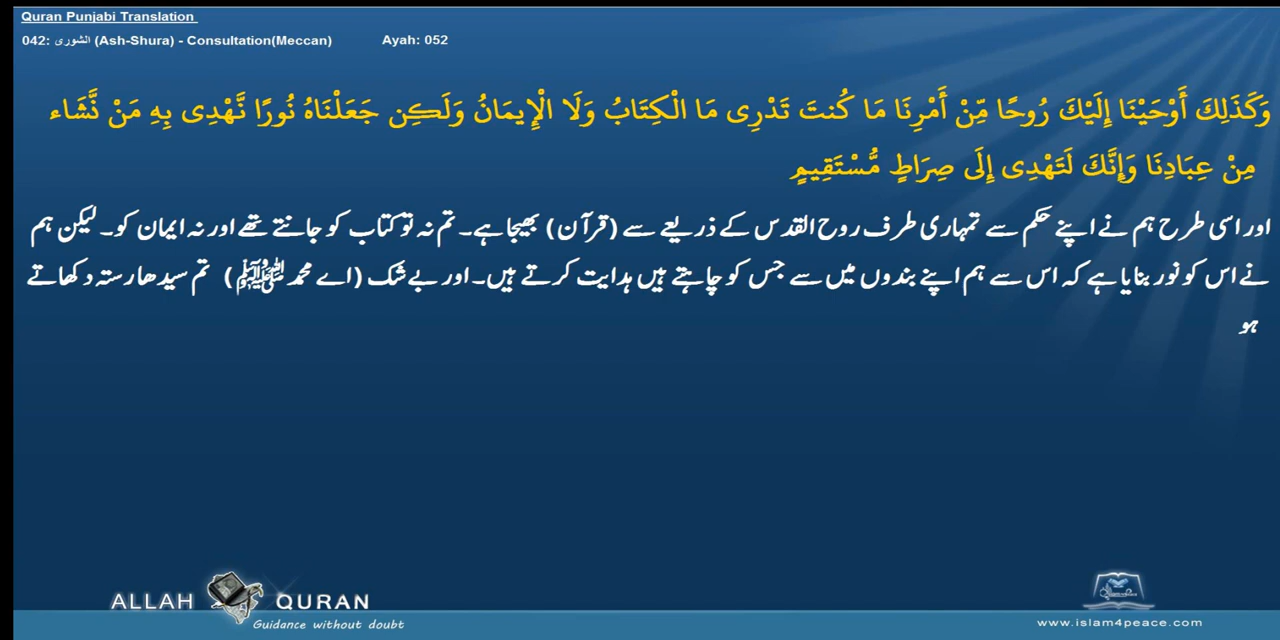 Quran Punjabi Translation
042: الشورى (Ash-Shura) - Consultation(Meccan) Ayah: 052
وَكَذَلِكَ أَوْحَيْنَا إِلَيْكَ رُوحًا مِّنْ أَمْرِنَا مَا كُنتَ تَدْرِى مَا الْكِتَابُ وَلَا الْإِيمَانُ وَلَكِن جَعَلْنَاهُ نُورًا نَّهْدِى بِهِ مَنْ نَّشَاء
مِنْ عِبَادِنَا وَإِنَّكَ لَتَهْدِى إِلَى صِرَاطٍ مُّسْتَقِيمٍ
اور اسی طرح ہم نے اپنے حکم سے تمہاری طرف روح القدس کے ذریعے سے (قرآن) بھیجا ہے۔ تم نہ تو کتاب کو جانتے تھے اور نہ ایمان کو۔ لیکن ہم
نے اس کو نور بنایا ہے کہ اس سے ہم اپنے بندوں میں سے جس کو چاہتے ہیں ہدایت کرتے ہیں۔ اور بےشک (اے محمد ﷺ) تم سیدھا رستہ دکھاتے
ہو
ALLAH QURAN
Guidance without doubt
www.islam4peace.com